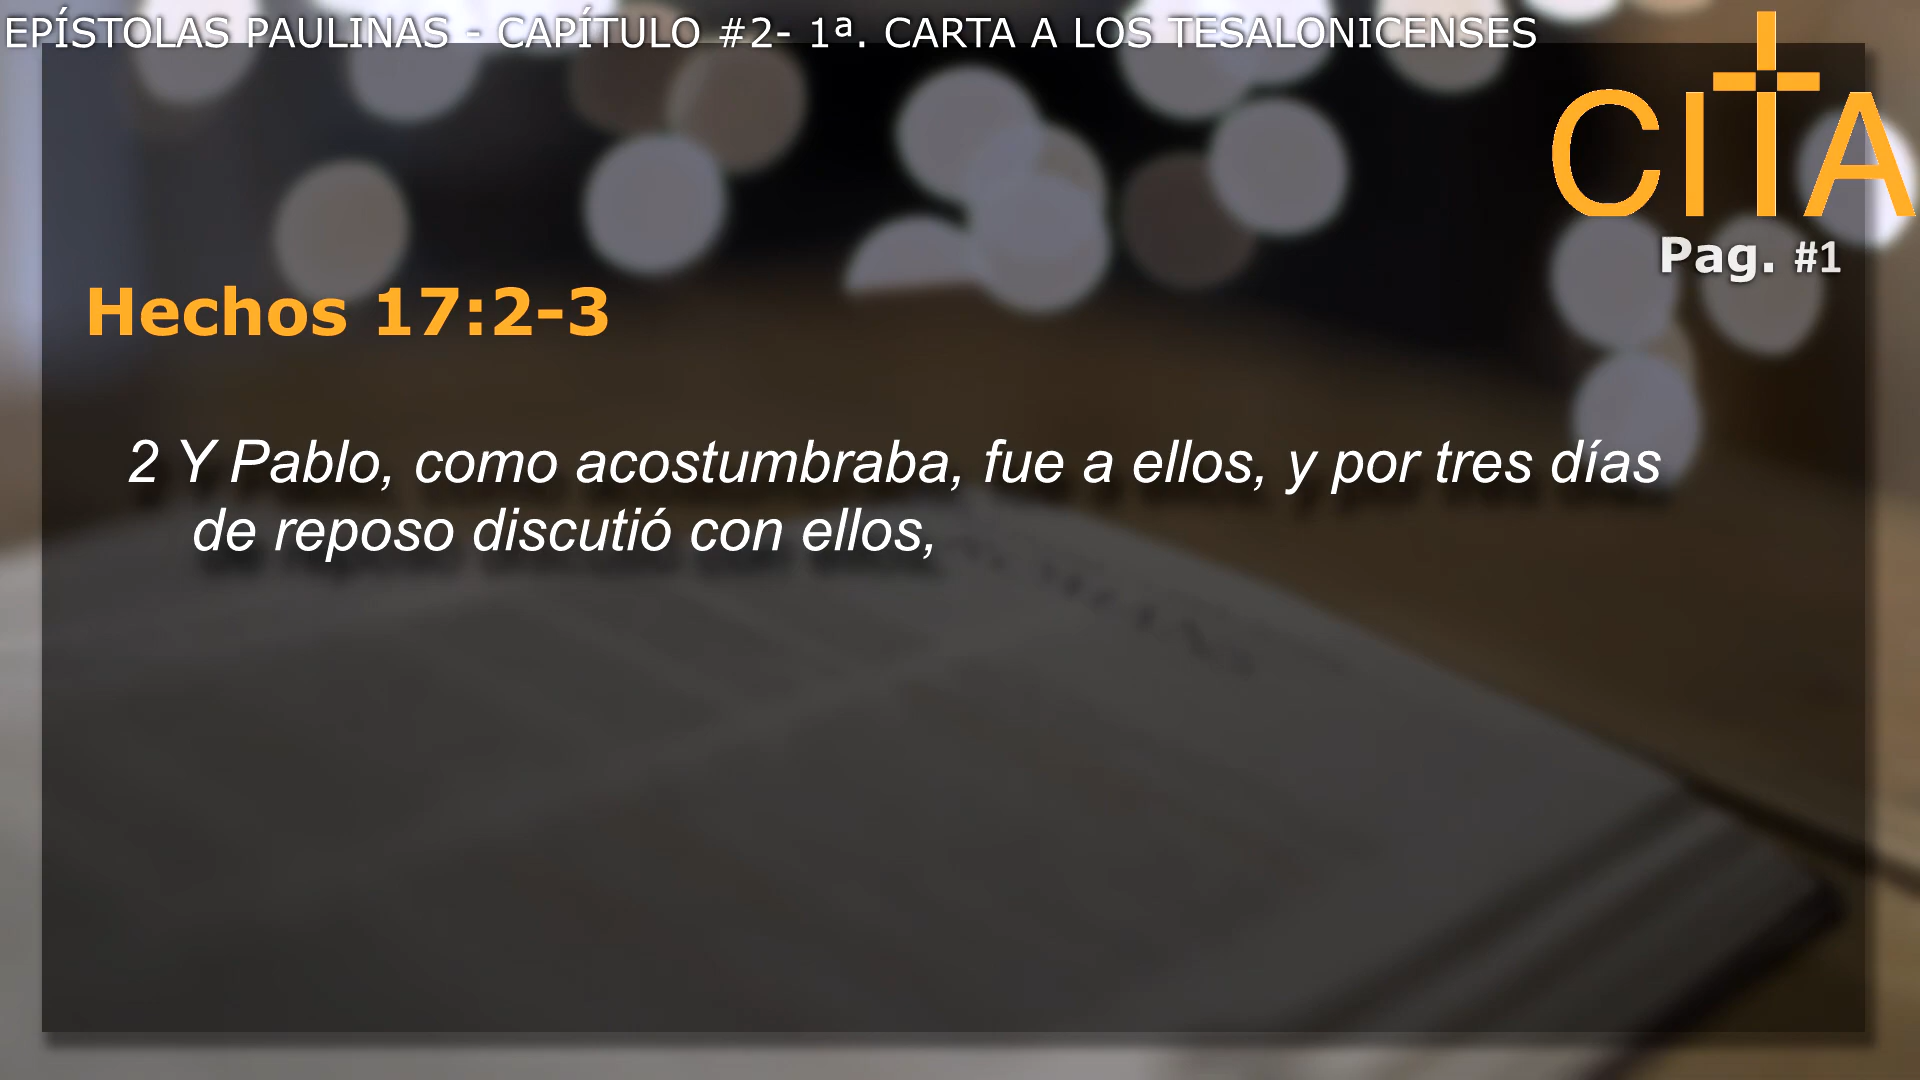 EPÍSTOLAS PAULINAS - CAPÍTULO #2- 1ª. CARTA A LOS TESALONICENSES
CITA
Pag. #1
Hechos 17:2-3
2 Y Pablo, como acostumbraba, fue a ellos, y por tres días
de reposo discutió con ellos,